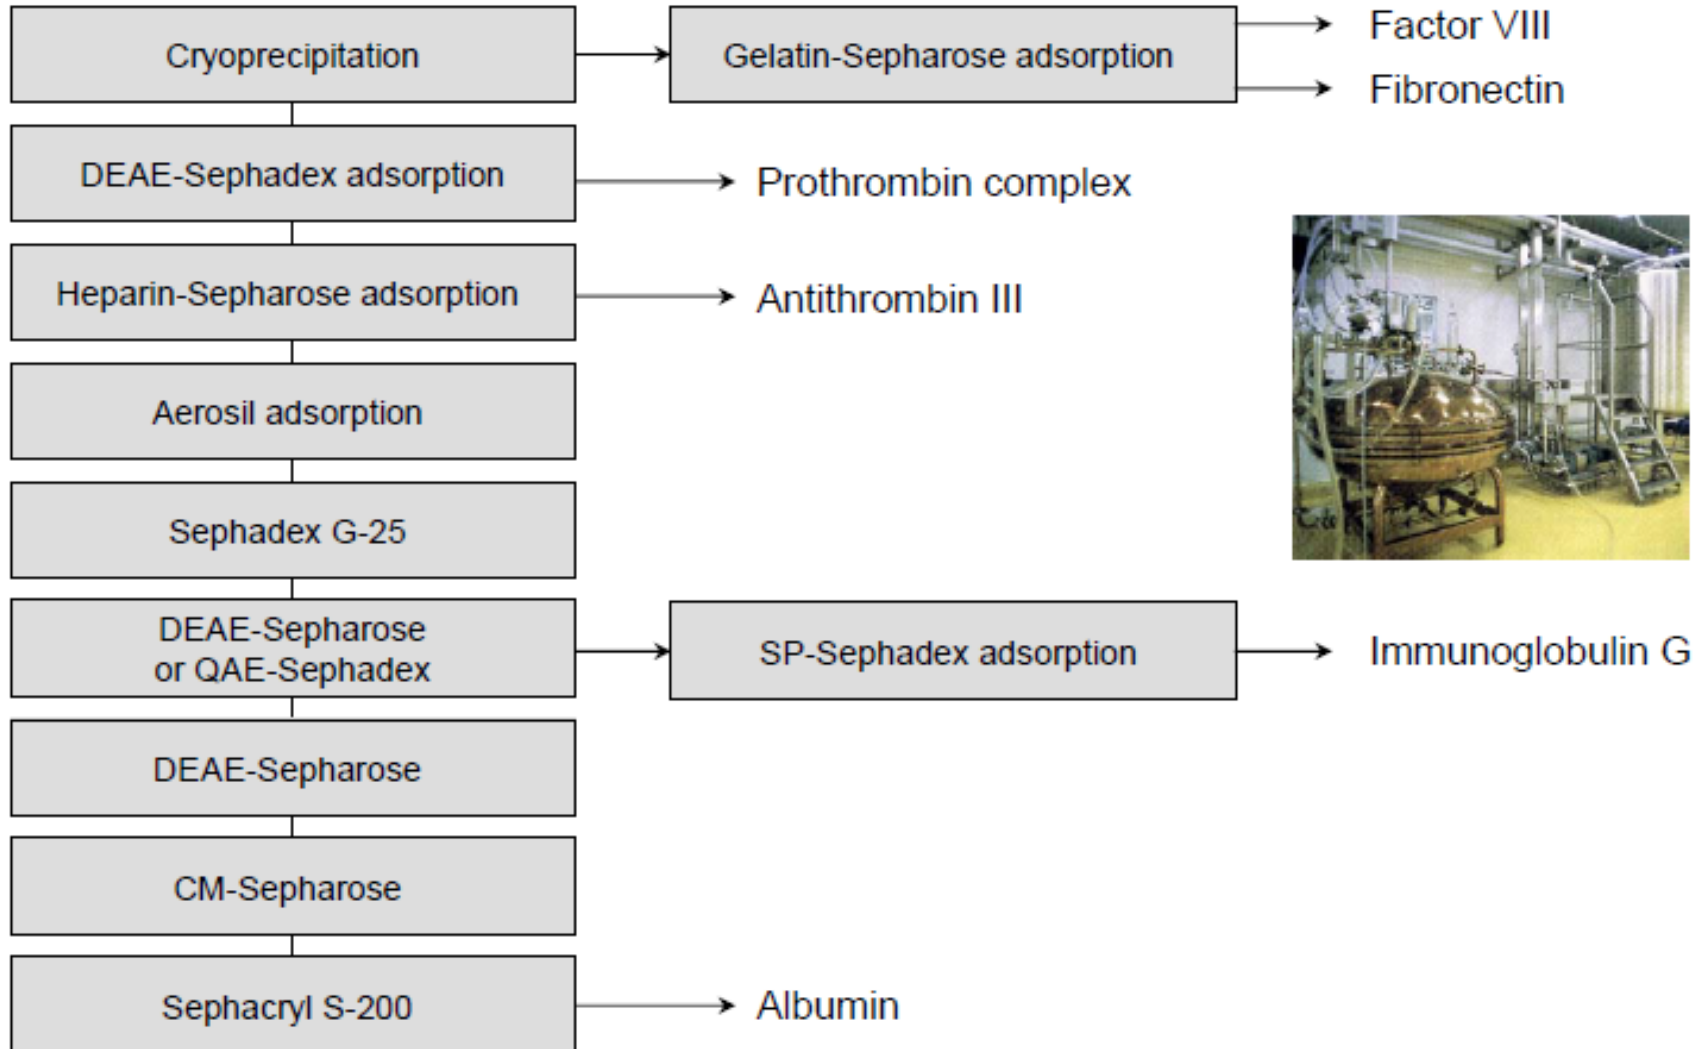 Cryoprecipitation
Gelatin-Sepharose adsorption
Factor VIII
Fibronectin
DEAE-Sephadex adsorption
Prothrombin complex
Heparin-Sepharose adsorption
Antithrombin III
Aerosil adsorption
Sephadex G-25
DEAE-Sepharose
or QAE-Sephadex
SP-Sephadex adsorption
Immunoglobulin G
DEAE-Sepharose
CM-Sepharose
Sephacryl S-200
Albumin